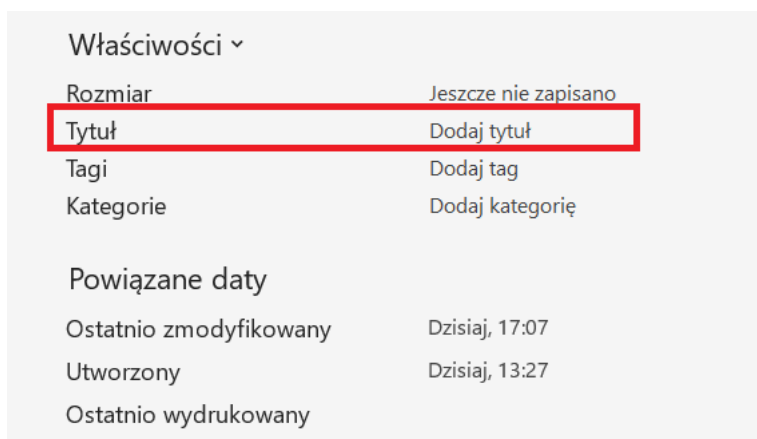 Właściwości
Rozmiar Jeszcze nie zapisano
Tytuł Dodaj tytuł
Tagi Dodaj tag
Kategorie Dodaj kategorię
Powiązane daty
Ostatnio zmodyfikowany Dzisiaj, 17:07
Utworzony Dzisiaj, 13:27
Ostatnio wydrukowany